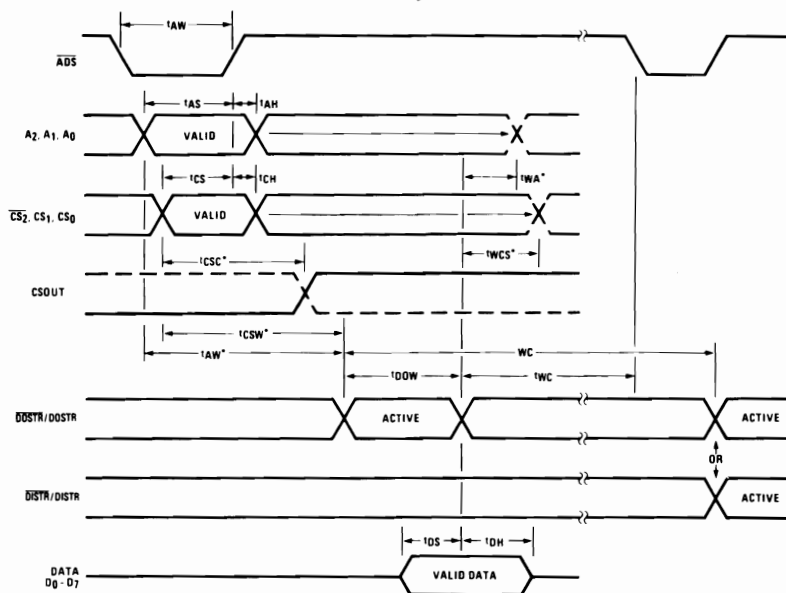 tAW
ADS
tAS
tAH
A2, A1, A0
VALID
tCS
tCH
tWA*
CS2, CS1, CS0
VALID
tCSC*
tWCS*
CSOUT
tCSW*
tAW*
WC
tDOW
tWC
DOSTR/DOSTR
ACTIVE
ACTIVE
OR
DISTR/DISTR
ACTIVE
tDS
tDH
DATA
D0 - D7
VALID DATA